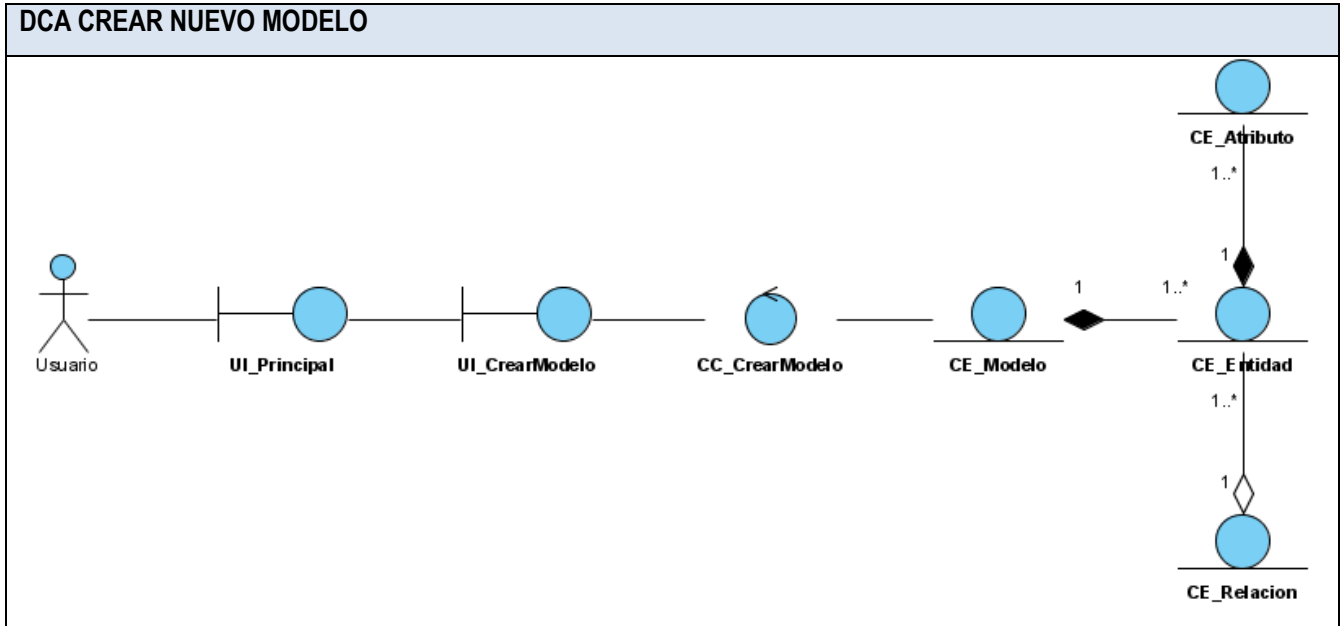 DCA CREAR NUEVO MODELO
CE_Atributo
1..*
1
1
1..*
Usuario
UI_Principal
UI_CrearModelo
CC_CrearModelo
CE_Modelo
CE_Entidad
1..*
1
CE_Relacion